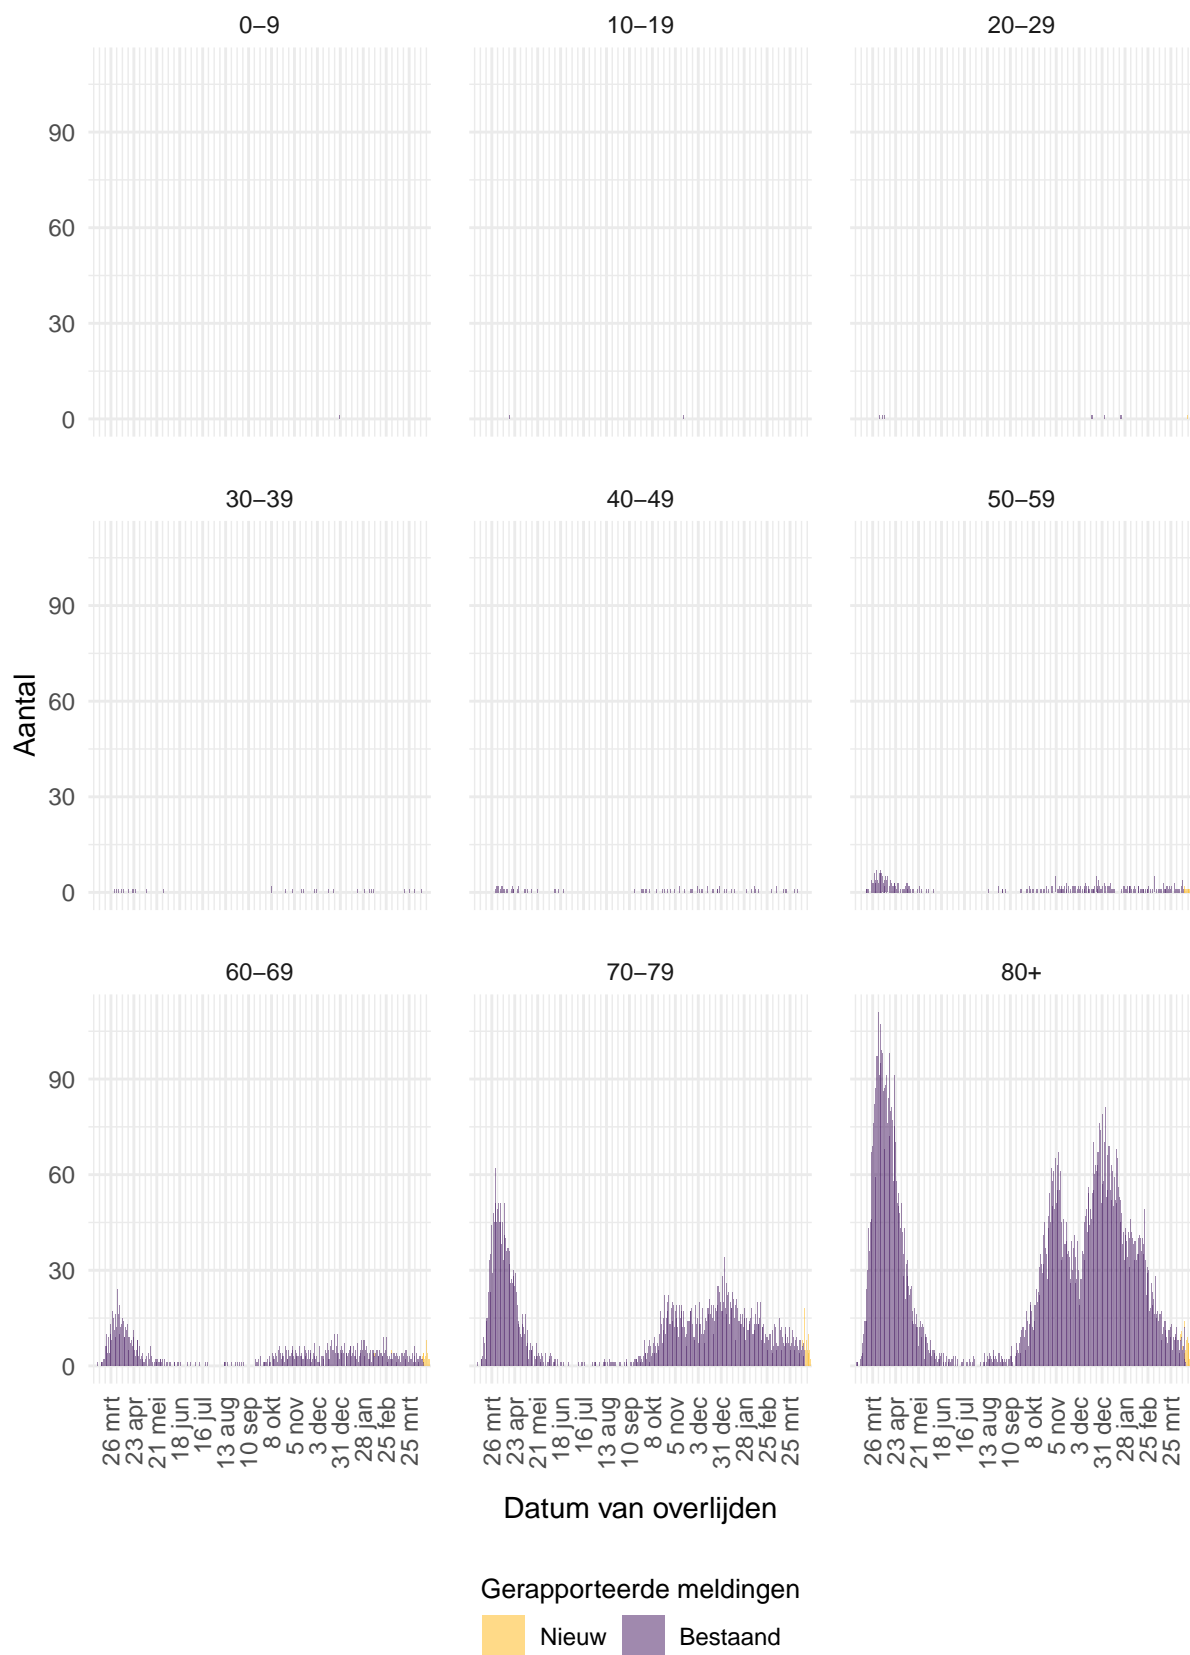 0–9 10–19 20–29
90
60
30
0
30–39 40–49 50–59
90
60
30
0
Aantal
60–69 70–79 80+
90
60
30
0
26 mrt 23 apr 21 mei 18 jun 16 jul 13 aug 10 sep 8 okt 5 nov 3 dec 31 dec 28 jan 25 feb 25 mrt
26 mrt 23 apr 21 mei 18 jun 16 jul 13 aug 10 sep 8 okt 5 nov 3 dec 31 dec 28 jan 25 feb 25 mrt
26 mrt 23 apr 21 mei 18 jun 16 jul 13 aug 10 sep 8 okt 5 nov 3 dec 31 dec 28 jan 25 feb 25 mrt
Datum van overlijden
Gerapporteerde meldingen
Nieuw Bestaand